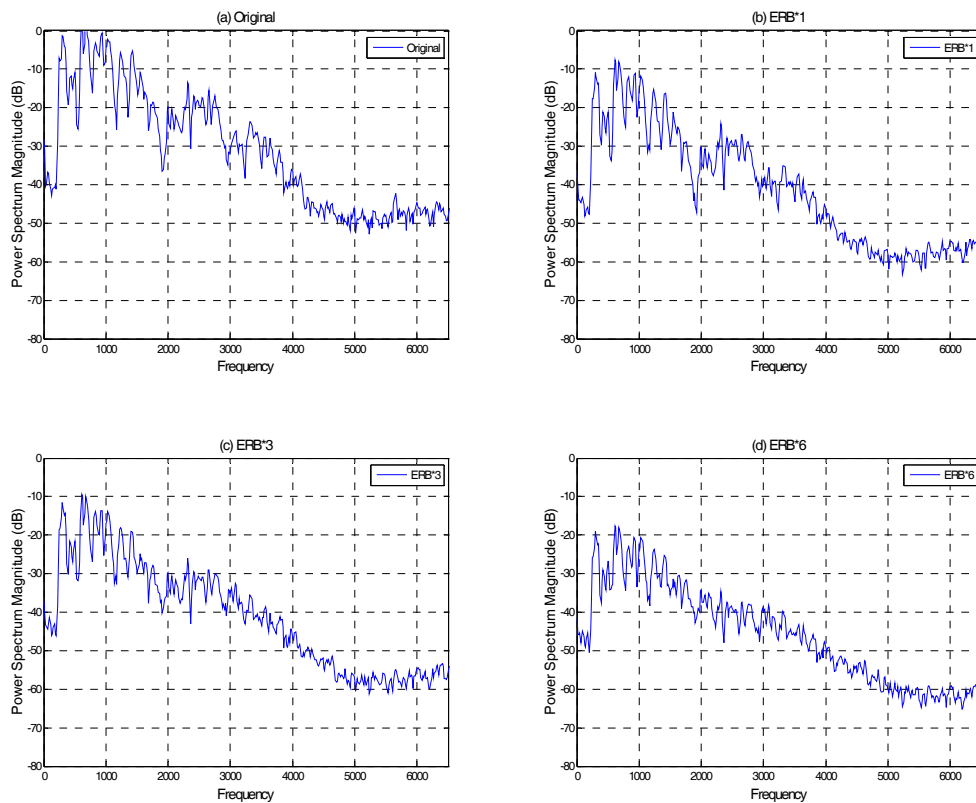 (a) Original
Power Spectrum Magnitude (dB)
0
-10
-20
-30
-40
-50
-60
-70
-80
Original
0 1000 2000 3000 4000 5000 6000
Frequency
(b) ERB*1
Power Spectrum Magnitude (dB)
0
-10
-20
-30
-40
-50
-60
-70
-80
ERB*1
0 1000 2000 3000 4000 5000 6000
Frequency
(c) ERB*3
Power Spectrum Magnitude (dB)
0
-10
-20
-30
-40
-50
-60
-70
-80
ERB*3
0 1000 2000 3000 4000 5000 6000
Frequency
(d) ERB*6
Power Spectrum Magnitude (dB)
0
-10
-20
-30
-40
-50
-60
-70
-80
ERB*6
0 1000 2000 3000 4000 5000 6000
Frequency